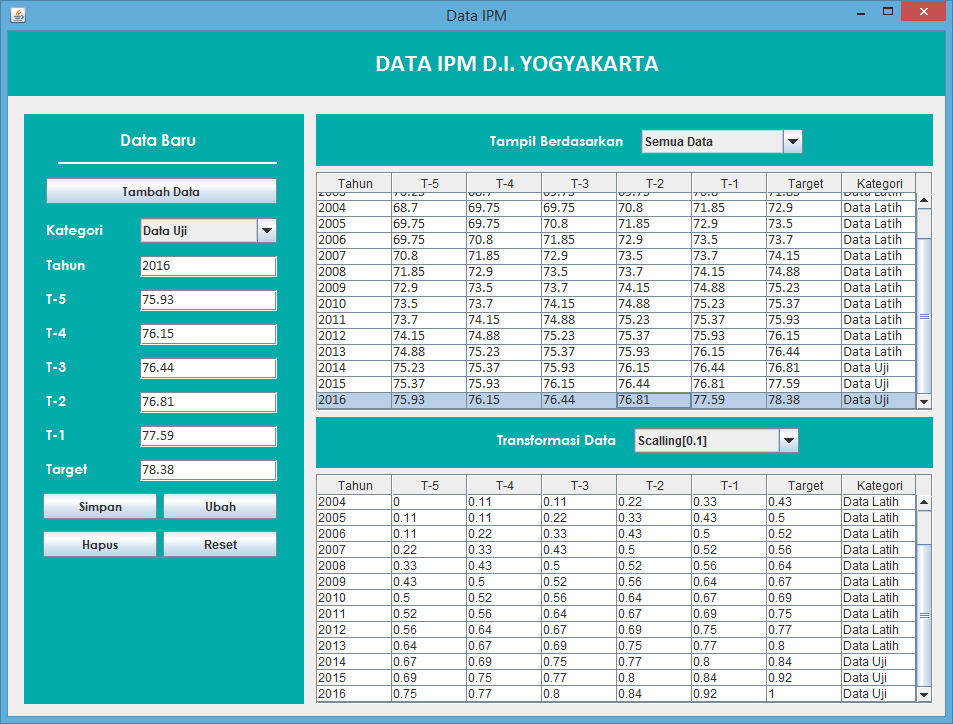 Data IPM
DATA IPM D.I. YOGYAKARTA
Data Baru
Tambah Data
Kategori Data Uji
Tahun 2016
T-5 75.93
T-4 76.15
T-3 76.44
T-2 76.81
T-1 77.59
Target 78.38
Simpan Ubah
Hapus Reset
Tampil Berdasarkan Semua Data
Tahun T-5 T-4 T-3 T-2 T-1 Target Kategori
2004 68.7 69.75 69.75 70.8 71.85 72.9 Data Latih
2005 69.75 69.75 70.8 71.85 72.9 73.5 Data Latih
2006 69.75 70.8 71.85 72.9 73.5 73.7 Data Latih
2007 70.8 71.85 72.9 73.5 73.7 74.15 Data Latih
2008 71.85 72.9 73.5 73.7 74.15 74.88 Data Latih
2009 72.9 73.5 73.7 74.15 74.88 75.23 Data Latih
2010 73.5 73.7 74.15 74.88 75.23 75.37 Data Latih
2011 73.7 74.15 74.88 75.23 75.37 75.93 Data Latih
2012 74.15 74.88 75.23 75.37 75.93 76.15 Data Latih
2013 74.88 75.23 75.37 75.93 76.15 76.44 Data Latih
2014 75.23 75.37 75.93 76.15 76.44 76.81 Data Uji
2015 75.37 75.93 76.15 76.44 76.81 77.59 Data Uji
2016 75.93 76.15 76.44 76.81 77.59 78.38 Data Uji
Transformasi Data Scalling[0.1]
Tahun T-5 T-4 T-3 T-2 T-1 Target Kategori
2004 0 0.11 0.11 0.22 0.33 0.43 Data Latih
2005 0.11 0.11 0.22 0.33 0.43 0.5 Data Latih
2006 0.11 0.22 0.33 0.43 0.5 0.52 Data Latih
2007 0.22 0.33 0.43 0.5 0.52 0.56 Data Latih
2008 0.33 0.43 0.5 0.52 0.56 0.64 Data Latih
2009 0.43 0.5 0.52 0.56 0.64 0.67 Data Latih
2010 0.5 0.52 0.56 0.64 0.67 0.69 Data Latih
2011 0.52 0.56 0.64 0.67 0.69 0.75 Data Latih
2012 0.56 0.64 0.67 0.69 0.75 0.77 Data Latih
2013 0.64 0.67 0.69 0.75 0.77 0.8 Data Latih
2014 0.67 0.69 0.75 0.77 0.8 0.84 Data Uji
2015 0.69 0.75 0.77 0.8 0.84 0.92 Data Uji
2016 0.75 0.77 0.8 0.84 0.92 1 Data Uji